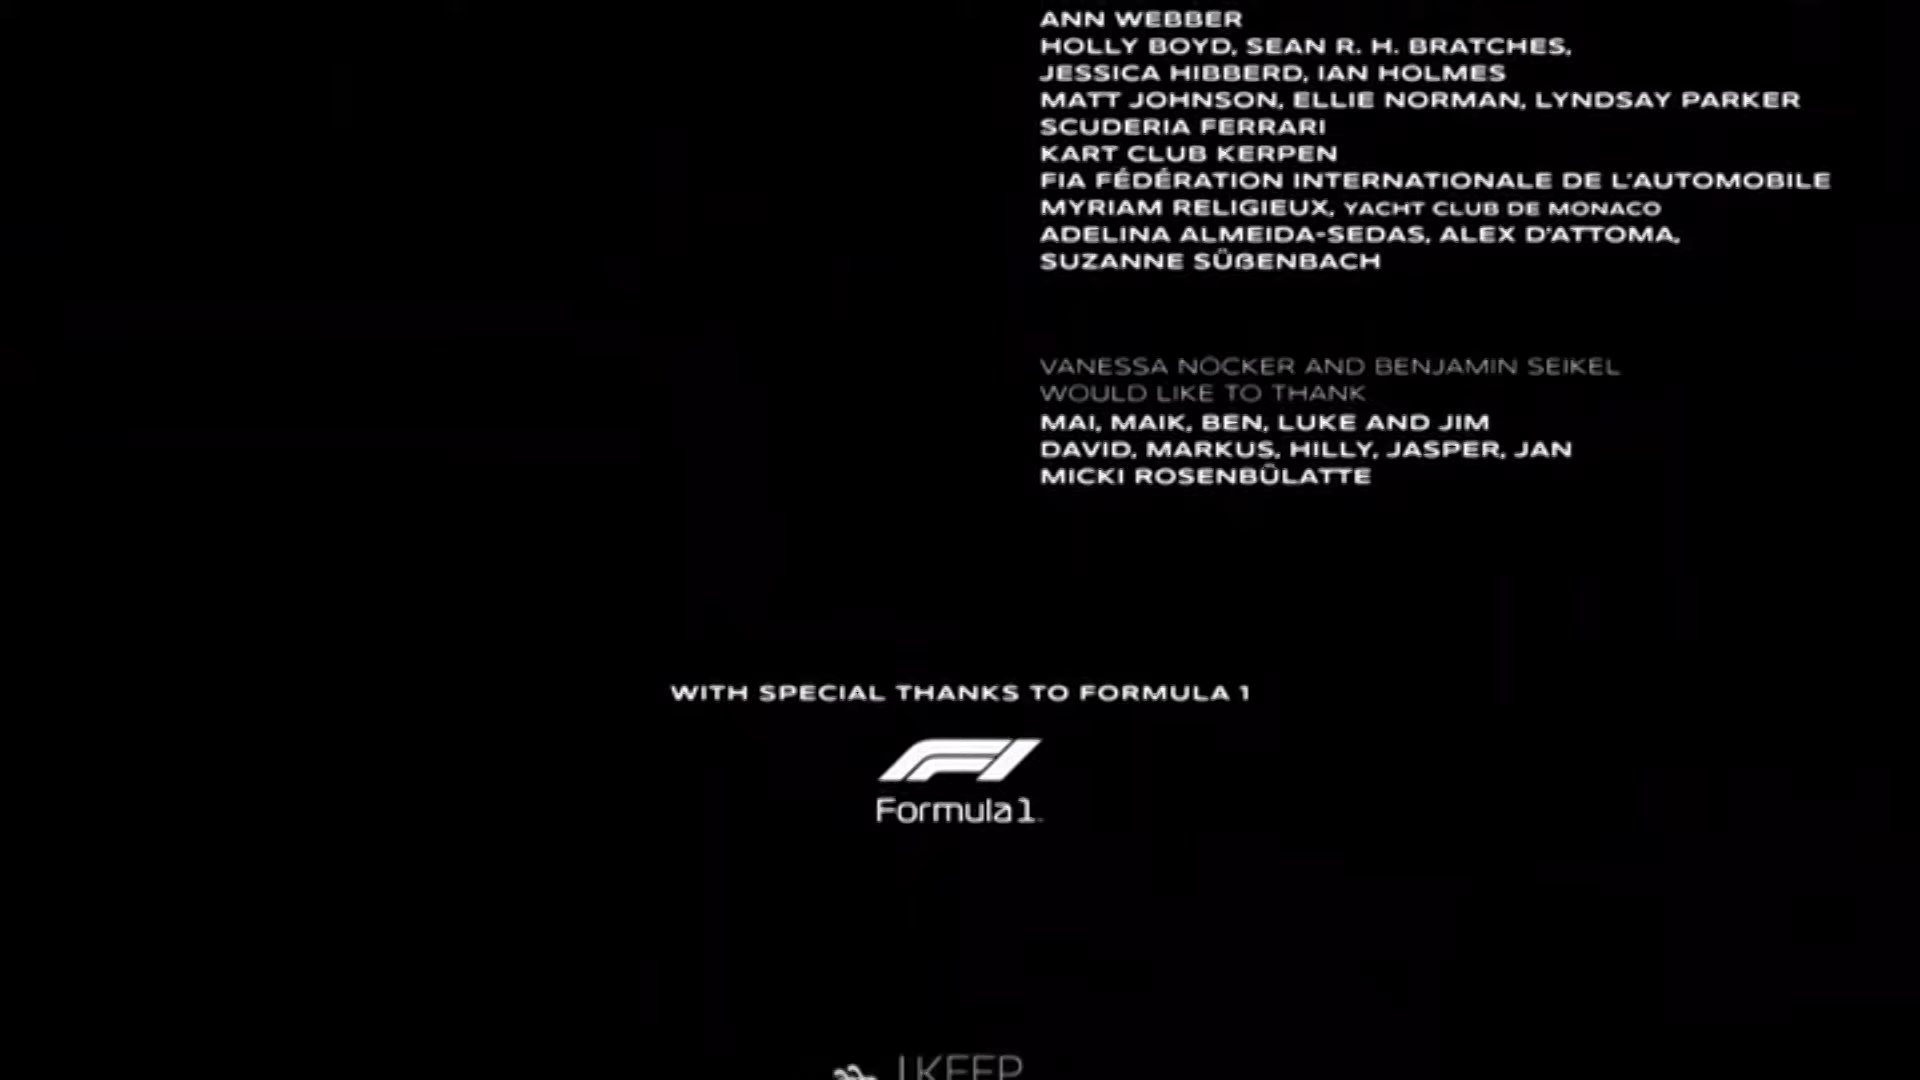 ANN WEBBER
HOLLY BOYD, SEAN R. H. BRATCHES,
JESSICA HIBBERD, IAN HOLMES
MATT JOHNSON, ELLIE NORMAN, LYNDSAY PARKER
SCUDERIA FERRARI
KART CLUB KERPEN
FIA FÉDÉRATION INTERNATIONALE DE L'AUTOMOBILE
MYRIAM RELIGIEUX, YACHT CLUB DE MONACO
ADELINA ALMEIDA-SEDAS, ALEX D'ATTOMA,
SUZANNE SÜßENBACH
VANESSA NÖCKER AND BENJAMIN SEIKEL
WOULD LIKE TO THANK
MAI, MAIK, BEN, LUKE AND JIM
DAVID, MARKUS, HILLY, JASPER, JAN
MICKI ROSENBÜLATTE
WITH SPECIAL THANKS TO FORMULA 1
F1
Formula 1
I KEEP